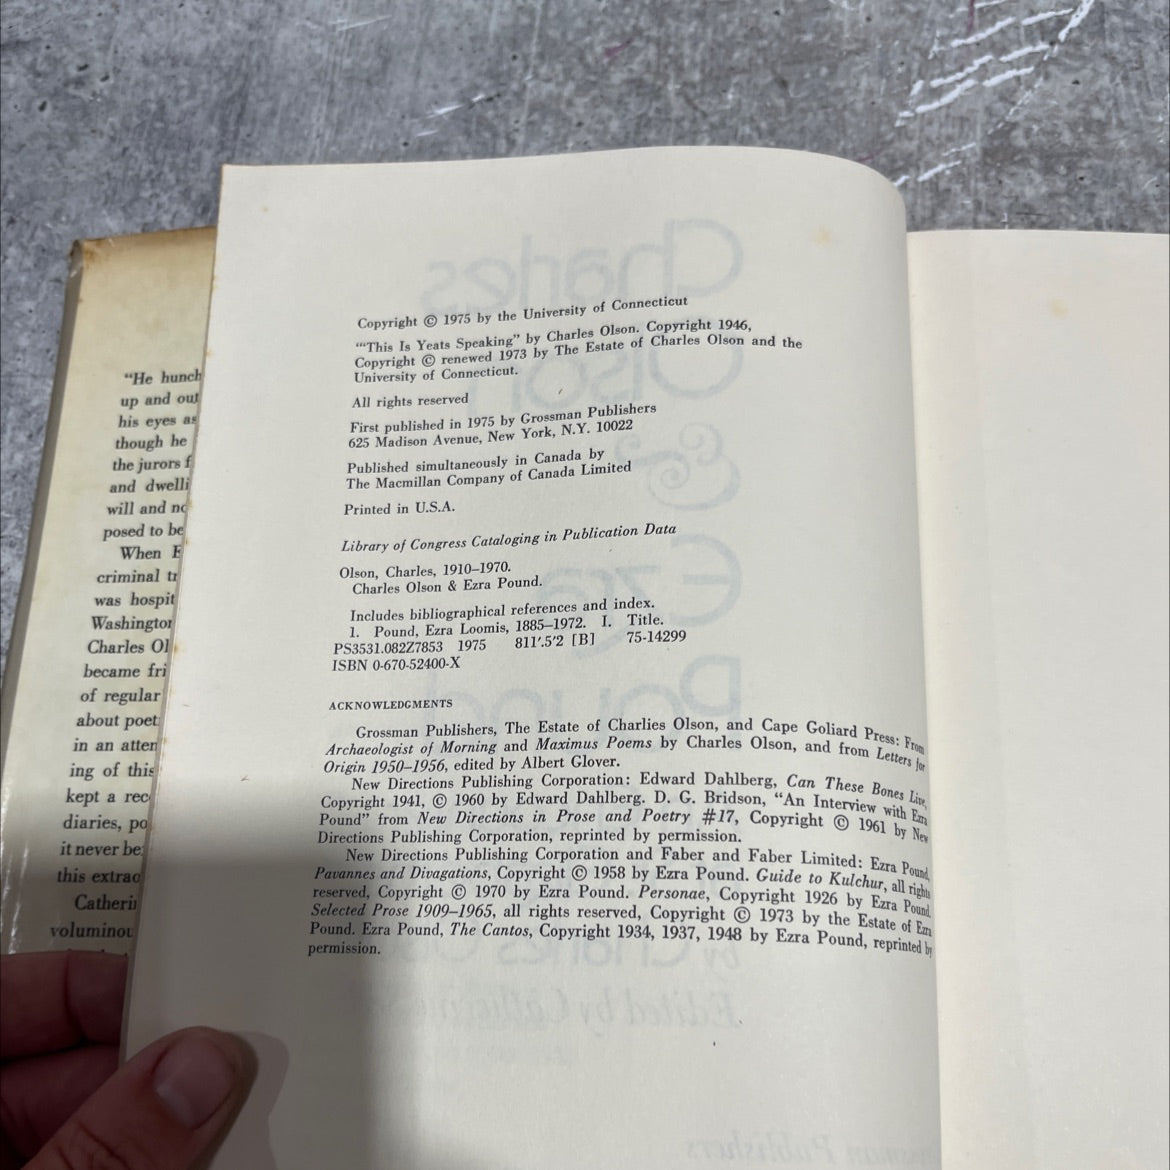 "He hunch
up and out
his eyes as
though he
the jurors f
and dwelli
will and no
posed to be
When E
criminal tr
was hospit
Washington
Charles Ol
became fri
of regular
about poet
in an atten
ing of this
kept a rec
diaries, po
it never be
this extrao
Catherin
voluminou
Copyright © 1975 by the University of Connecticut
"'This Is Yeats Speaking" by Charles Olson. Copyright 1946,
Copyright © renewed 1973 by The Estate of Charles Olson and the
University of Connecticut.
All rights reserved
First published in 1975 by Grossman Publishers
625 Madison Avenue, New York, N.Y. 10022
Published simultaneously in Canada by
The Macmillan Company of Canada Limited
Printed in U.S.A.
Library of Congress Cataloging in Publication Data
Olson, Charles, 1910–1970.
Charles Olson & Ezra Pound.
Includes bibliographical references and index.
1. Pound, Ezra Loomis, 1885–1972. I. Title.
PS3531.082Z7853 1975 811'.5'2 [B] 75-14299
ISBN 0-670-52400-X
ACKNOWLEDGMENTS
Grossman Publishers, The Estate of Charlies Olson, and Cape Goliard Press: From
Archaeologist of Morning and Maximus Poems by Charles Olson, and from Letters for
Origin 1950–1956, edited by Albert Glover.
New Directions Publishing Corporation: Edward Dahlberg, Can These Bones Live,
Copyright 1941, © 1960 by Edward Dahlberg. D. G. Bridson, "An Interview with Ezra
Pound" from New Directions in Prose and Poetry #17, Copyright © 1961 by New
Directions Publishing Corporation, reprinted by permission.
New Directions Publishing Corporation and Faber and Faber Limited: Ezra Pound,
Pavannes and Divagations, Copyright © 1958 by Ezra Pound. Guide to Kulchur, all rights
reserved, Copyright © 1970 by Ezra Pound. Personae, Copyright 1926 by Ezra Pound.
Selected Prose 1909–1965, all rights reserved, Copyright © 1973 by the Estate of Ezra
Pound. Ezra Pound, The Cantos, Copyright 1934, 1937, 1948 by Ezra Pound, reprinted by
permission.